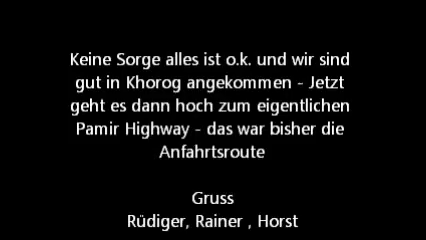 Keine Sorge alles ist o.k. und wir sind
gut in Khorog angekommen - Jetzt
geht es dann hoch zum eigentlichen
Pamir Highway - das war bisher die
Anfahrtsroute
Gruss
Rüdiger, Rainer , Horst